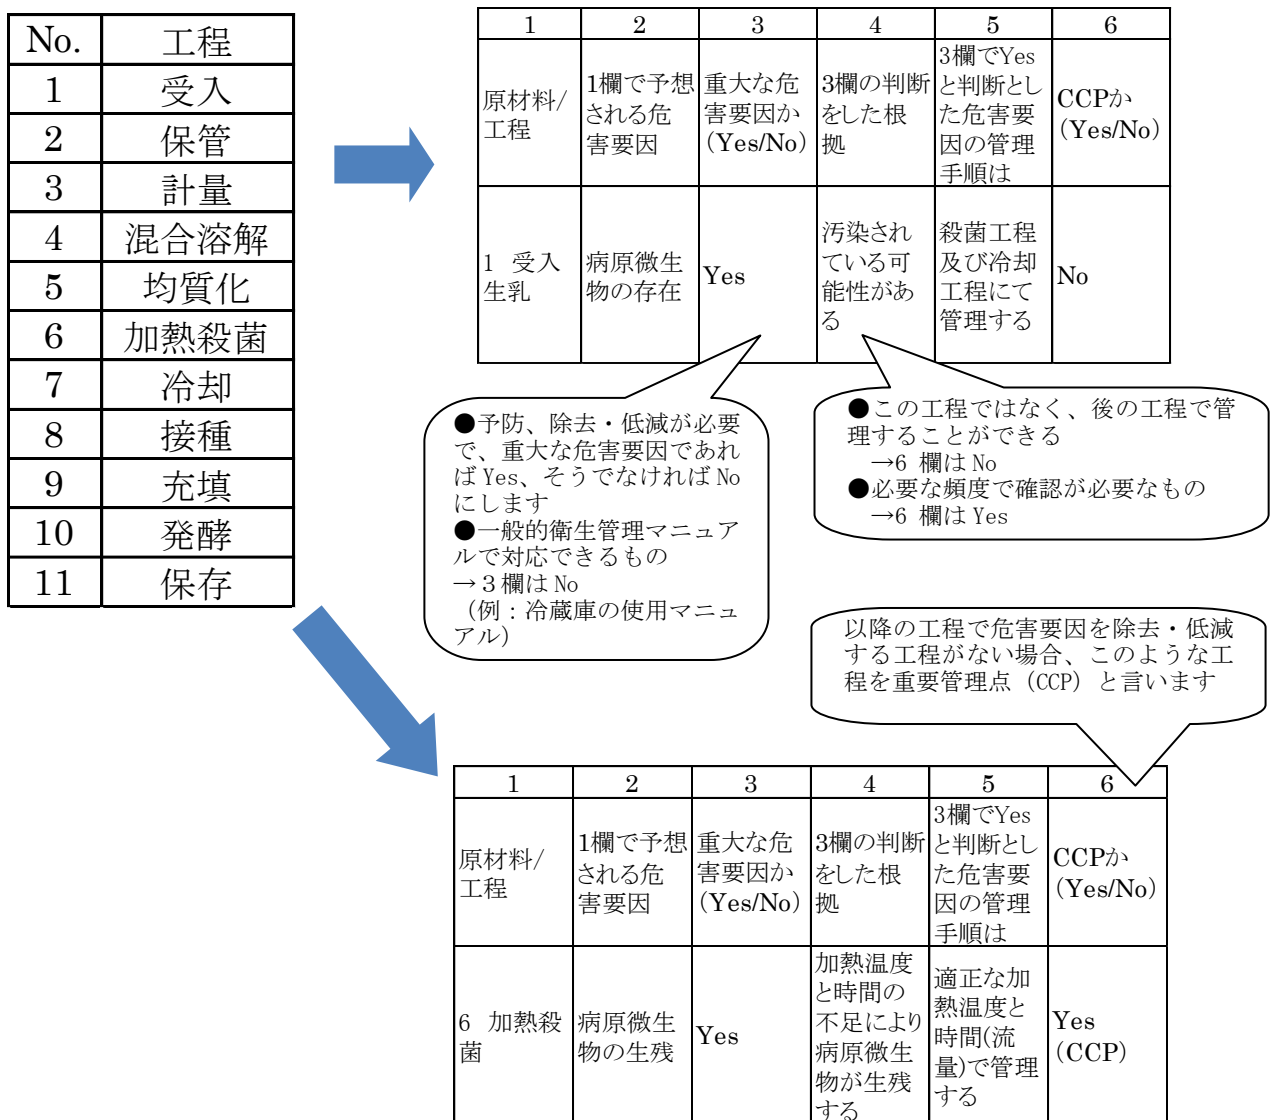 No. 工程
1 受入
2 保管
3 計量
4 混合溶解
5 均質化
6 加熱殺菌
7 冷却
8 接種
9 充填
10 発酵
11 保存
1 2 3 4 5 6
原材料/
工程
1欄で予想
される危
害要因
重大な危
害要因か
(Yes/No)
3欄の判断
をした根
拠
3欄でYes
と判断とし
た危害要
因の管理
手順は
CCPか
(Yes/No)
1 受入
生乳
病原微生
物の存在
Yes
汚染され
ている可
能性があ
る
殺菌工程
及び冷却
工程にて
管理する
No
●予防、除去・低減が必要
で、重大な危害要因であれ
ば Yes、そうでなければ No
にします
●一般的衛生管理マニュア
ルで対応できるもの
→３欄は No
（例：冷蔵庫の使用マニュ
アル）
●この工程ではなく、後の工程で管
理することができる
→6 欄は No
●必要な頻度で確認が必要なもの
→6 欄は Yes
以降の工程で危害要因を除去・低減
する工程がない場合、このような工
程を重要管理点（CCP）と言います
1 2 3 4 5 6
原材料/
工程
1欄で予想
される危
害要因
重大な危
害要因か
(Yes/No)
3欄の判断
をした根
拠
3欄でYes
と判断とし
た危害要
因の管理
手順は
CCPか
(Yes/No)
6 加熱殺
菌
病原微生
物の生残
Yes
加熱温度
と時間の
不足により
病原微生
物が生残
する
適正な加
熱温度と
時間(流
量)で管理
する
Yes
(CCP)